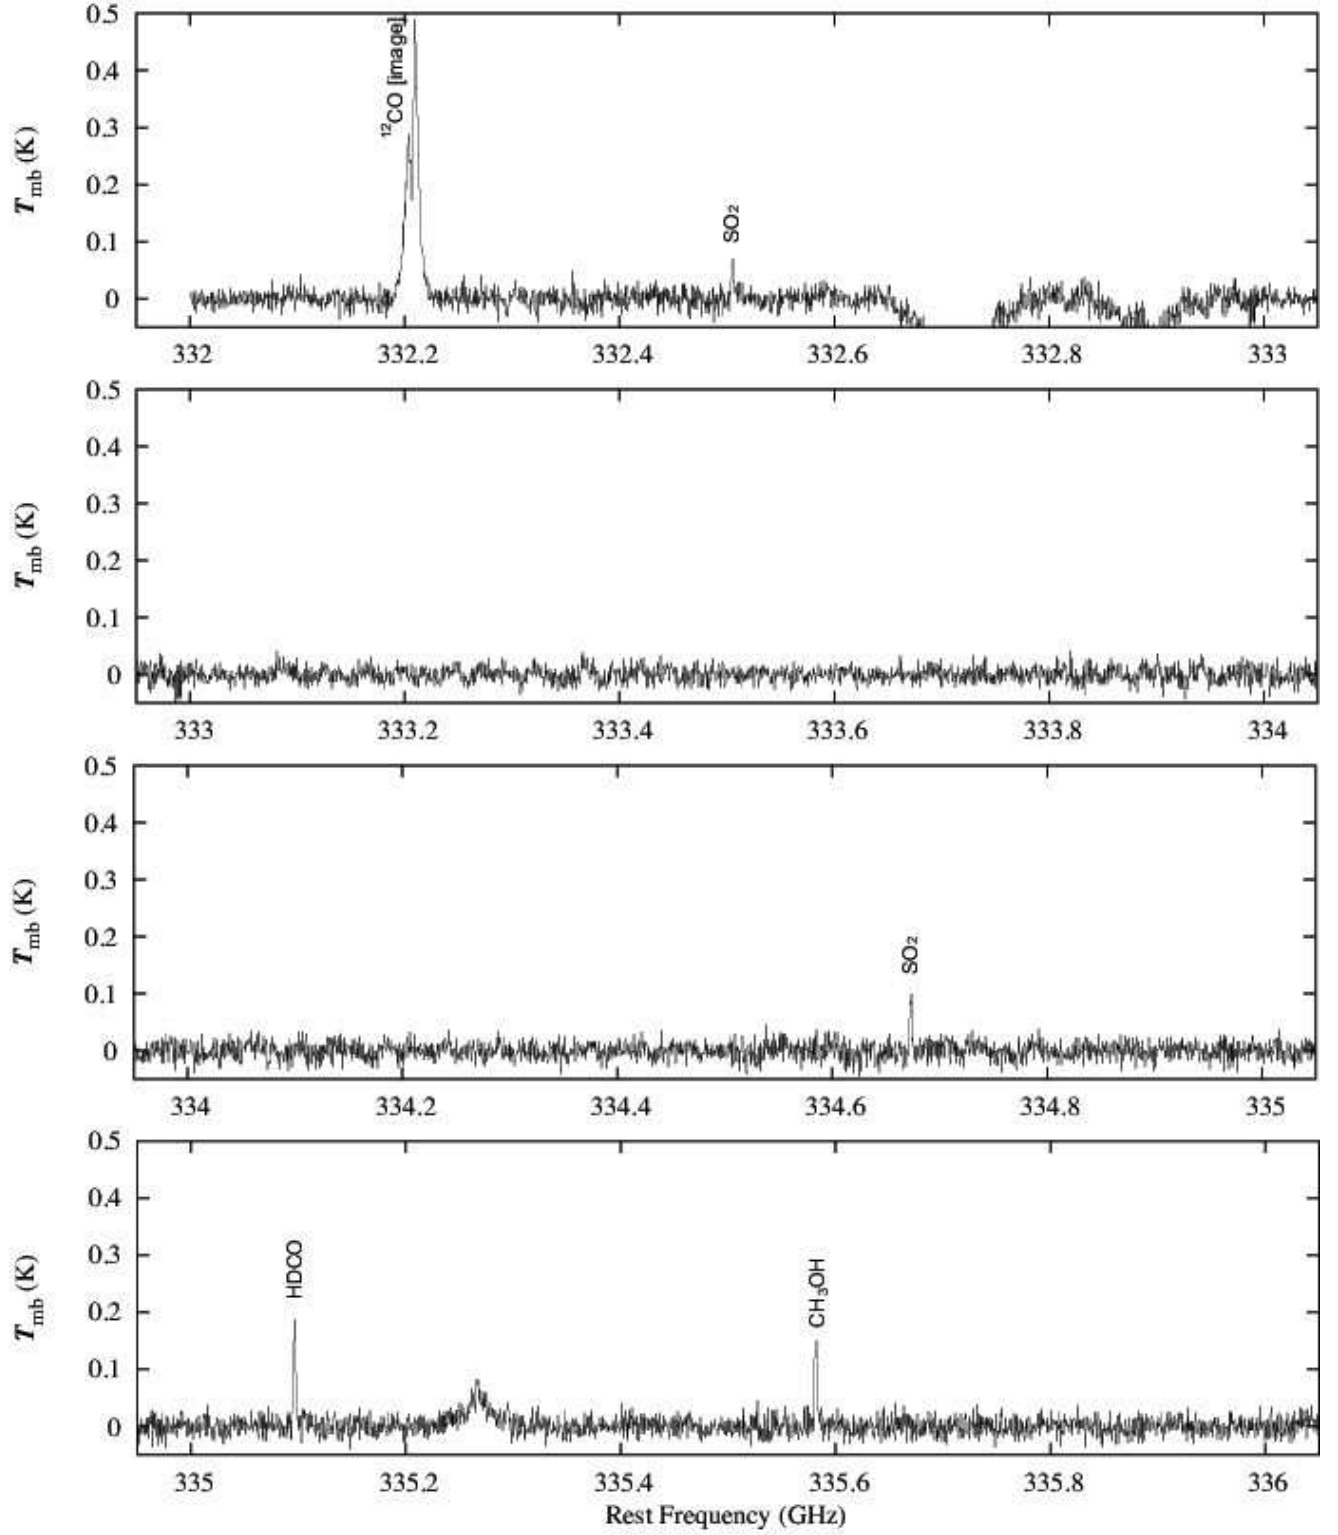 0.5
0.4
0.3
0.2
0.1
0
T_mb (K)
¹²CO [image]
SO₂
332 332.2 332.4 332.6 332.8 333
0.5
0.4
0.3
0.2
0.1
0
T_mb (K)
333 333.2 333.4 333.6 333.8 334
0.5
0.4
0.3
0.2
0.1
0
T_mb (K)
SO₂
334 334.2 334.4 334.6 334.8 335
0.5
0.4
0.3
0.2
0.1
0
T_mb (K)
HDCO
CH₃OH
335 335.2 335.4 335.6 335.8 336
Rest Frequency (GHz)